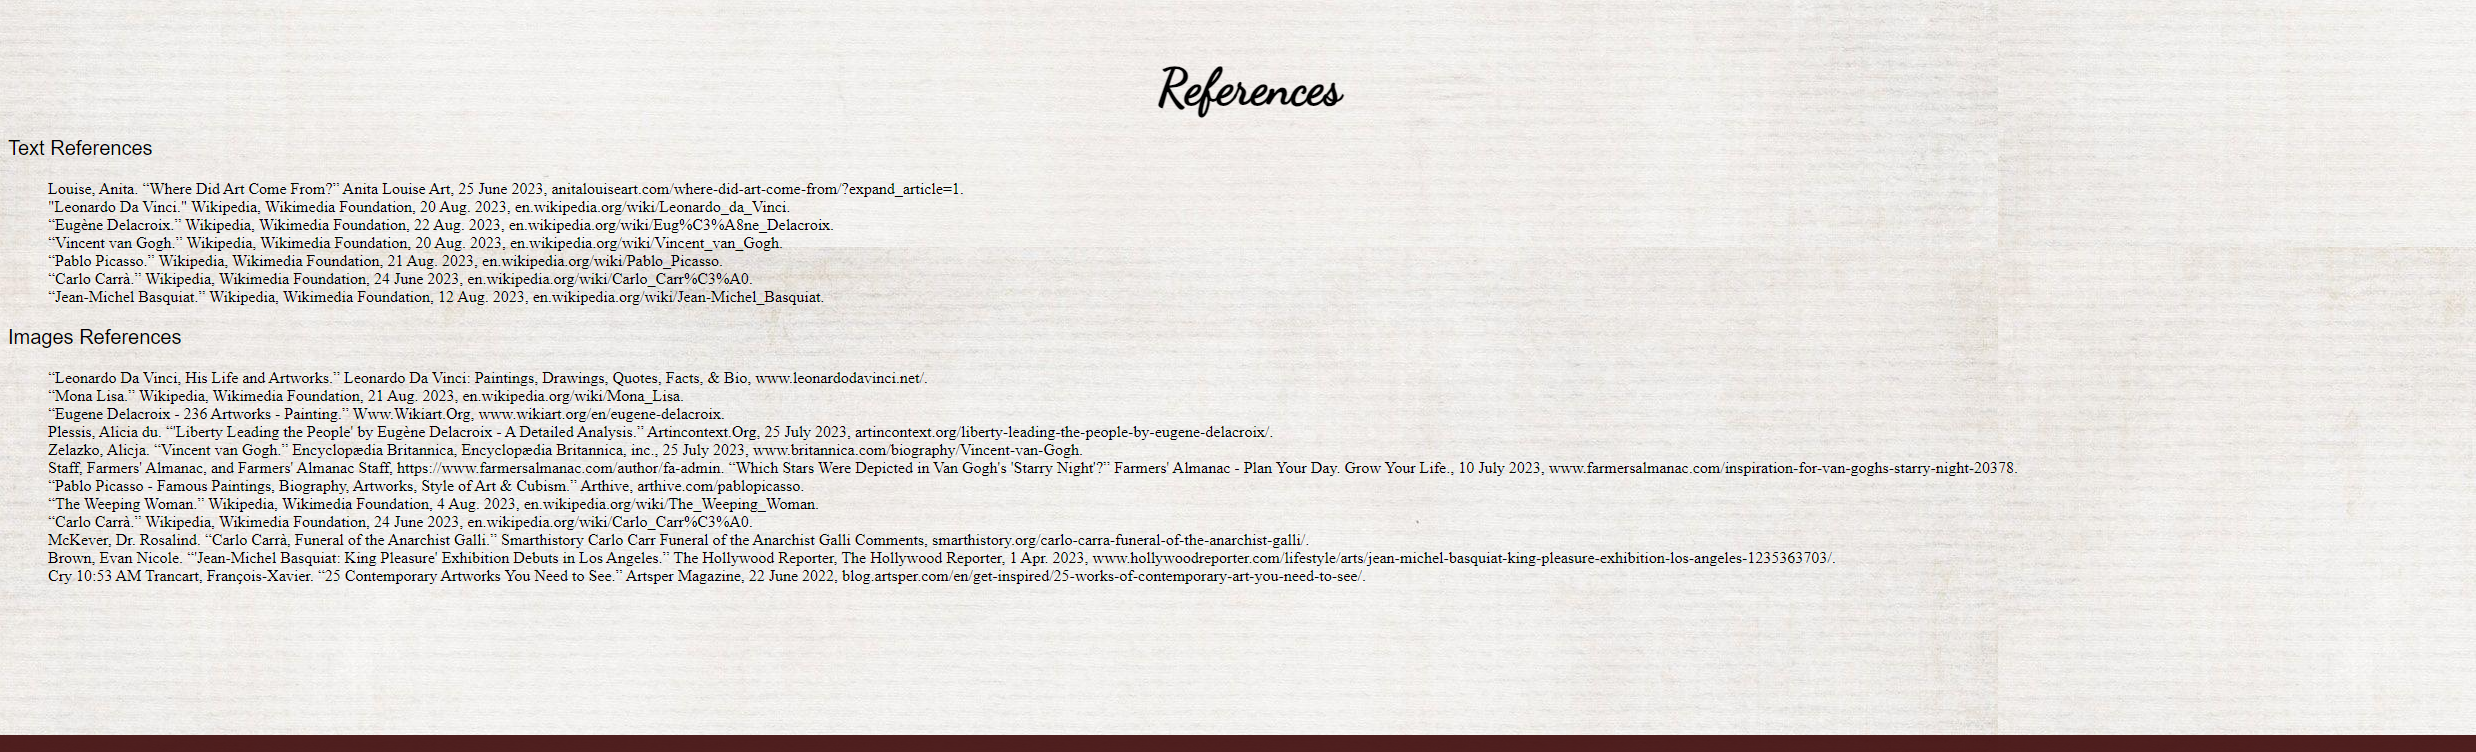 References
Text References
Louise, Anita. “Where Did Art Come From?” Anita Louise Art, 25 June 2023, anitalouiseart.com/where-did-art-come-from/?expand_article=1.
"Leonardo Da Vinci." Wikipedia, Wikimedia Foundation, 20 Aug. 2023, en.wikipedia.org/wiki/Leonardo_da_Vinci.
“Eugène Delacroix.” Wikipedia, Wikimedia Foundation, 22 Aug. 2023, en.wikipedia.org/wiki/Eug%C3%A8ne_Delacroix.
“Vincent van Gogh.” Wikipedia, Wikimedia Foundation, 20 Aug. 2023, en.wikipedia.org/wiki/Vincent_van_Gogh.
“Pablo Picasso.” Wikipedia, Wikimedia Foundation, 21 Aug. 2023, en.wikipedia.org/wiki/Pablo_Picasso.
“Carlo Carrà.” Wikipedia, Wikimedia Foundation, 24 June 2023, en.wikipedia.org/wiki/Carlo_Carr%C3%A0.
“Jean-Michel Basquiat.” Wikipedia, Wikimedia Foundation, 12 Aug. 2023, en.wikipedia.org/wiki/Jean-Michel_Basquiat.
Images References
“Leonardo Da Vinci, His Life and Artworks.” Leonardo Da Vinci: Paintings, Drawings, Quotes, Facts, & Bio, www.leonardodavinci.net/.
“Mona Lisa.” Wikipedia, Wikimedia Foundation, 21 Aug. 2023, en.wikipedia.org/wiki/Mona_Lisa.
“Eugene Delacroix - 236 Artworks - Painting.” Www.Wikiart.Org, www.wikiart.org/en/eugene-delacroix.
Plessis, Alicia du. “'Liberty Leading the People' by Eugène Delacroix - A Detailed Analysis.” Artincontext.Org, 25 July 2023, artincontext.org/liberty-leading-the-people-by-eugene-delacroix/.
Zelazko, Alicja. “Vincent van Gogh.” Encyclopædia Britannica, Encyclopædia Britannica, inc., 25 July 2023, www.britannica.com/biography/Vincent-van-Gogh.
Staff, Farmers' Almanac, and Farmers' Almanac Staff, https://www.farmersalmanac.com/author/fa-admin. “Which Stars Were Depicted in Van Gogh's 'Starry Night'?” Farmers' Almanac - Plan Your Day. Grow Your Life., 10 July 2023, www.farmersalmanac.com/inspiration-for-van-goghs-starry-night-20378.
“Pablo Picasso - Famous Paintings, Biography, Artworks, Style of Art & Cubism.” Arthive, arthive.com/pablopicasso.
“The Weeping Woman.” Wikipedia, Wikimedia Foundation, 4 Aug. 2023, en.wikipedia.org/wiki/The_Weeping_Woman.
“Carlo Carrà.” Wikipedia, Wikimedia Foundation, 24 June 2023, en.wikipedia.org/wiki/Carlo_Carr%C3%A0.
McKever, Dr. Rosalind. “Carlo Carrà, Funeral of the Anarchist Galli.” Smarthistory Carlo Carr Funeral of the Anarchist Galli Comments, smarthistory.org/carlo-carra-funeral-of-the-anarchist-galli/.
Brown, Evan Nicole. “'Jean-Michel Basquiat: King Pleasure' Exhibition Debuts in Los Angeles.” The Hollywood Reporter, The Hollywood Reporter, 1 Apr. 2023, www.hollywoodreporter.com/lifestyle/arts/jean-michel-basquiat-king-pleasure-exhibition-los-angeles-1235363703/.
Cry 10:53 AM Trancart, François-Xavier. “25 Contemporary Artworks You Need to See.” Artsper Magazine, 22 June 2022, blog.artsper.com/en/get-inspired/25-works-of-contemporary-art-you-need-to-see/.